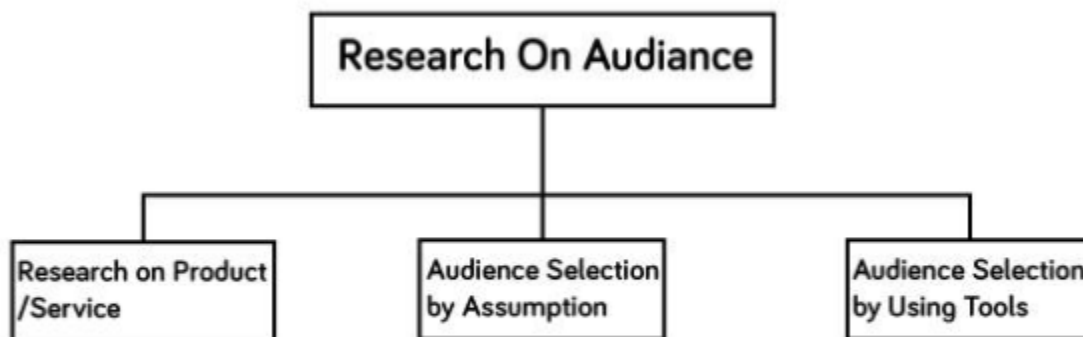 Research On Audiance
Research on Product
/Service
Audience Selection
by Assumption
Audience Selection
by Using Tools